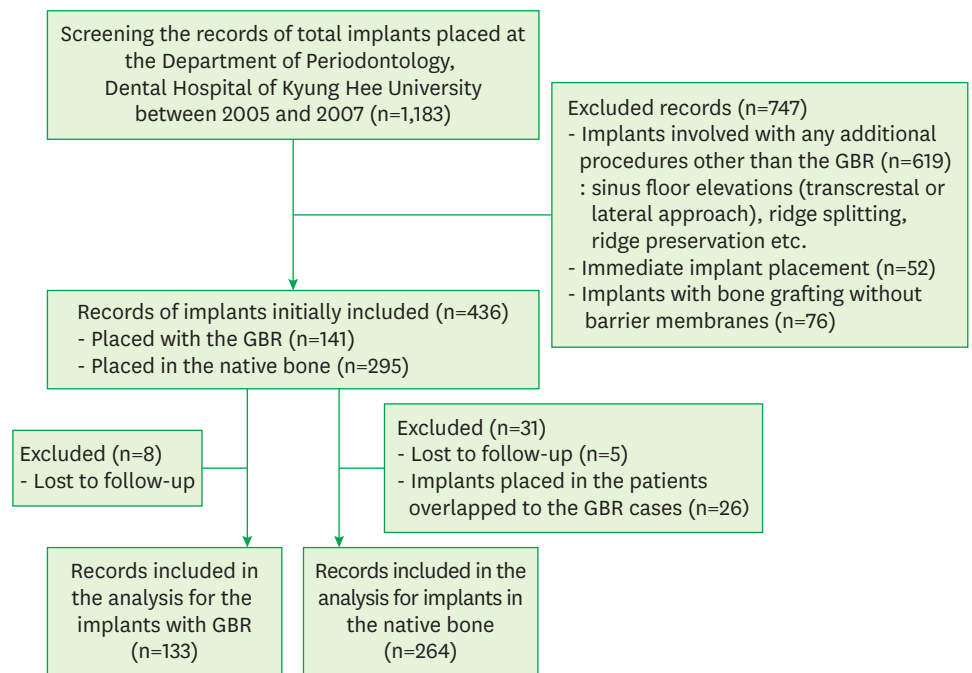 Screening the records of total implants placed at
the Department of Periodontology,
Dental Hospital of Kyung Hee University
between 2005 and 2007 (n=1,183)
Excluded records (n=747)
- Implants involved with any additional
procedures other than the GBR (n=619)
: sinus floor elevations (transcrestal or
lateral approach), ridge splitting,
ridge preservation etc.
- Immediate implant placement (n=52)
- Implants with bone grafting without
barrier membranes (n=76)
Records of implants initially included (n=436)
- Placed with the GBR (n=141)
- Placed in the native bone (n=295)
Excluded (n=8)
- Lost to follow-up
Excluded (n=31)
- Lost to follow-up (n=5)
- Implants placed in the patients
overlapped to the GBR cases (n=26)
Records included in
the analysis for the
implants with GBR
(n=133)
Records included in the
analysis for implants in
the native bone
(n=264)